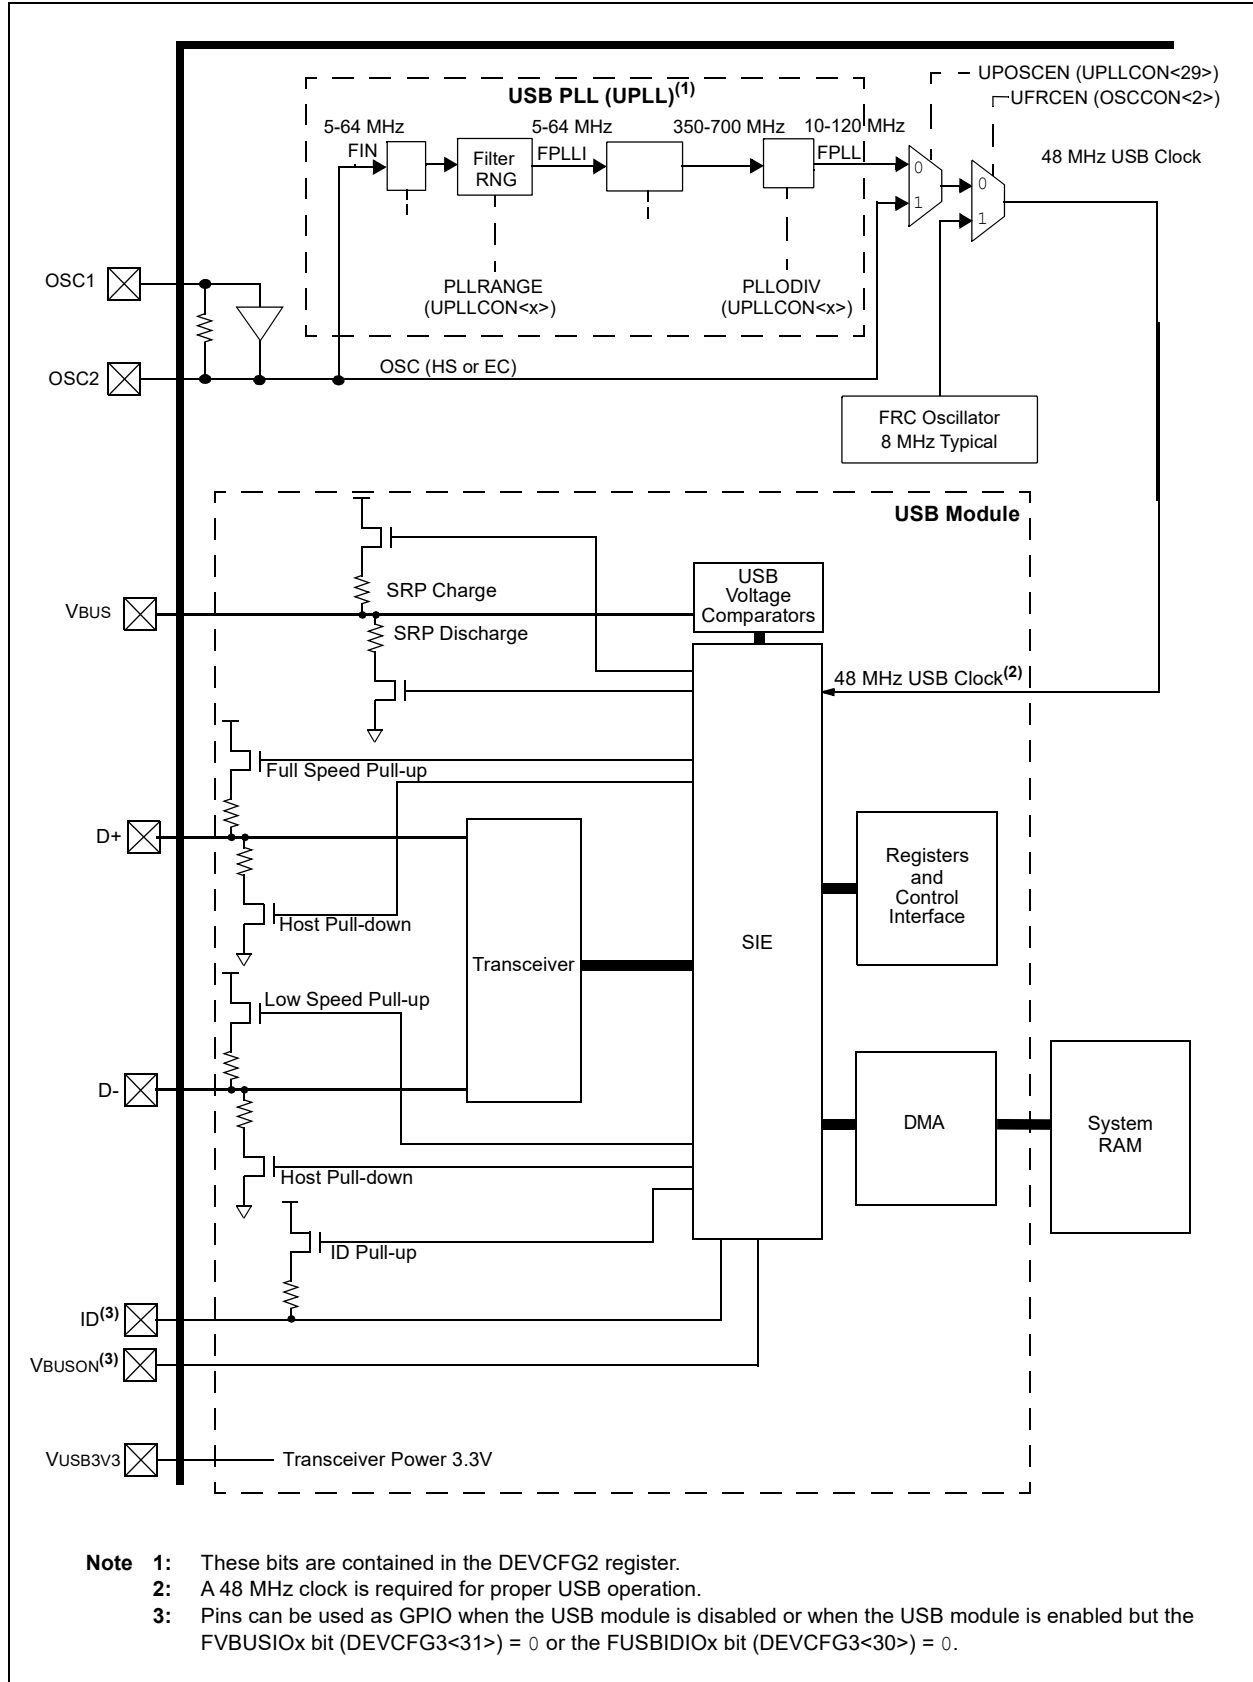 USB PLL (UPLL)(1)
UPOSCEN (UPLLCON<29>)
UFRCEN (OSCCON<2>)
5-64 MHz
5-64 MHz
350-700 MHz
10-120 MHz
FIN
Filter
RNG
FPLLI
FPLL
48 MHz USB Clock
0
1
0
1
PLLRANGE
(UPLLCON<x>)
PLLODIV
(UPLLCON<x>)
OSC1
OSC2
OSC (HS or EC)
FRC Oscillator
8 MHz Typical
USB Module
USB
Voltage
Comparators
SRP Charge
VBUS
SRP Discharge
48 MHz USB Clock(2)
Full Speed Pull-up
D+
Registers
and
Control
Interface
Host Pull-down
SIE
Transceiver
Low Speed Pull-up
D-
DMA
System
RAM
Host Pull-down
ID Pull-up
ID(3)
VBUSON(3)
VUSB3V3
Transceiver Power 3.3V
Note 1: These bits are contained in the DEVCFG2 register.
2: A 48 MHz clock is required for proper USB operation.
3: Pins can be used as GPIO when the USB module is disabled or when the USB module is enabled but the
FVBUSIOx bit (DEVCFG3<31>) = 0 or the FUSBIDIOx bit (DEVCFG3<30>) = 0.